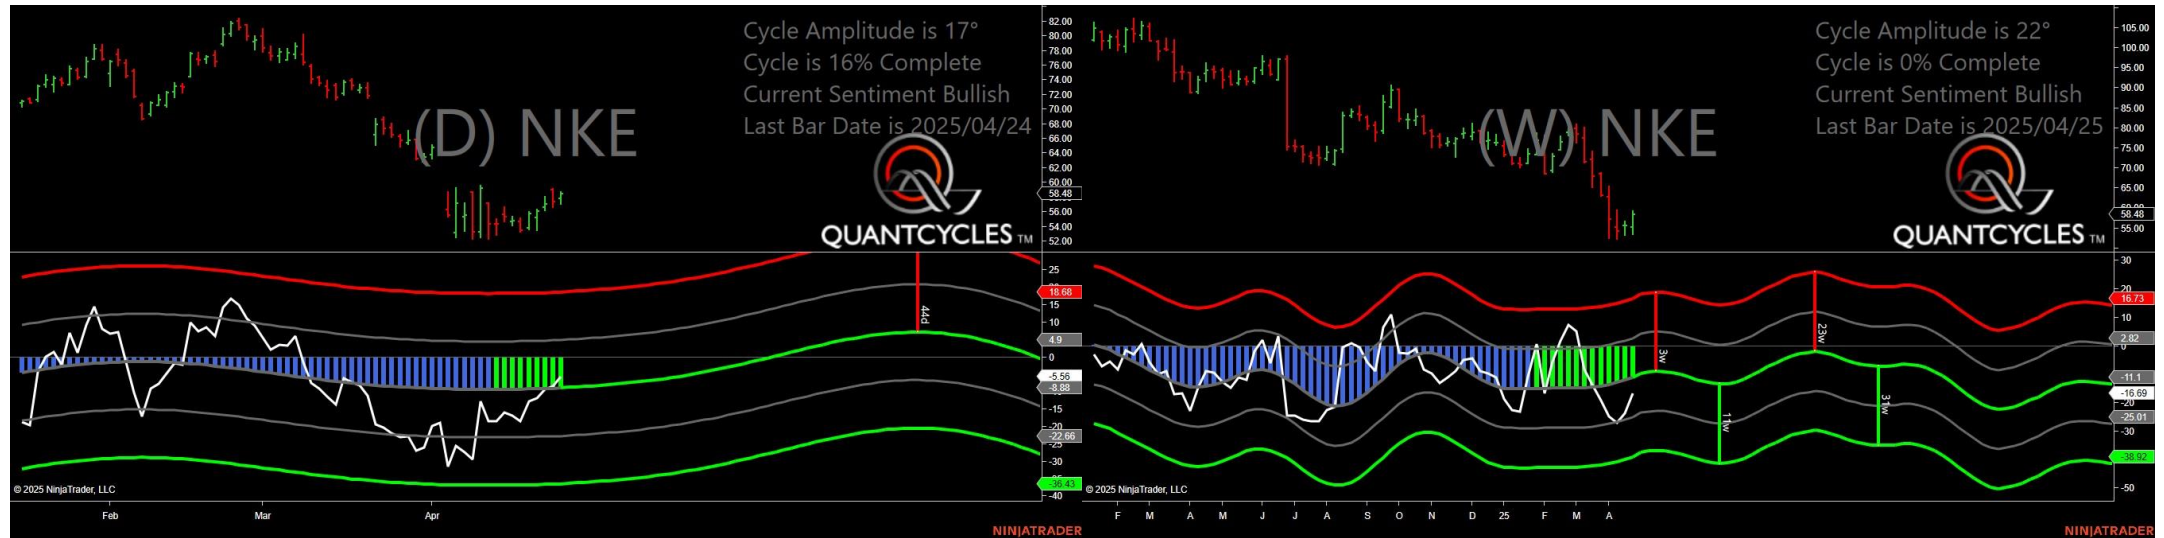 Cycle Amplitude is 17°
Cycle is 16% Complete
Current Sentiment Bullish
Last Bar Date is 2025/04/24
(D) NKE
QUANTCYCLES TM
82.00
80.00
78.00
76.00
74.00
72.00
70.00
68.00
66.00
64.00
62.00
60.00
58.48
56.00
54.00
52.00
44d
25
18.68
15
10
4.9
0
-5.56
-8.88
-15
-20
-22.66
-25
-30
-36.43
-40
© 2025 NinjaTrader, LLC
Feb
Mar
Apr
NINJATRADER
Cycle Amplitude is 22°
Cycle is 0% Complete
Current Sentiment Bullish
Last Bar Date is 2025/04/25
(W) NKE
QUANTCYCLES TM
105.00
100.00
95.00
90.00
85.00
80.00
75.00
70.00
65.00
58.48
55.00
3w
11w
23w
31w
30
20
16.73
10
2.82
0
-11.1
-16.69
-20
-25.01
-30
-38.92
-50
© 2025 NinjaTrader, LLC
F M A M J J A S O N D 25 F M A
NINJATRADER